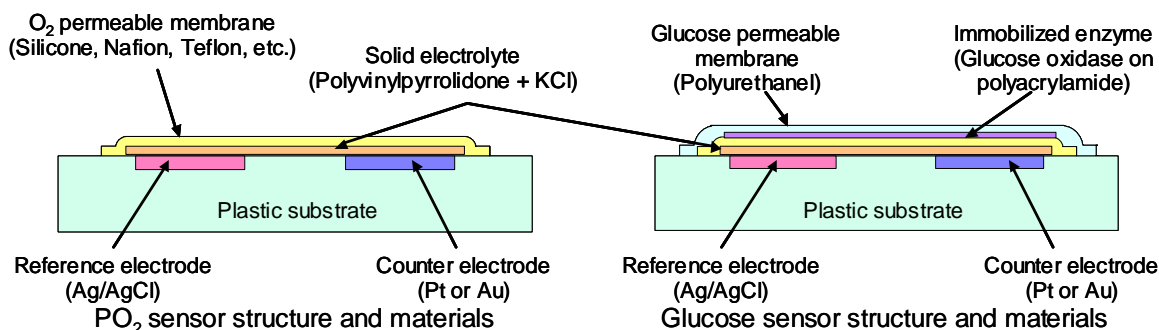 O2 permeable membrane
(Silicone, Nafion, Teflon, etc.)
Solid electrolyte
(Polyvinylpyrrolidone + KCl)
Glucose permeable
membrane
(Polyurethanel)
Immobilized enzyme
(Glucose oxidase on
polyacrylamide)
Plastic substrate
Plastic substrate
Reference electrode
(Ag/AgCl)
Counter electrode
(Pt or Au)
Reference electrode
(Ag/AgCl)
Counter electrode
(Pt or Au)
PO2 sensor structure and materials
Glucose sensor structure and materials